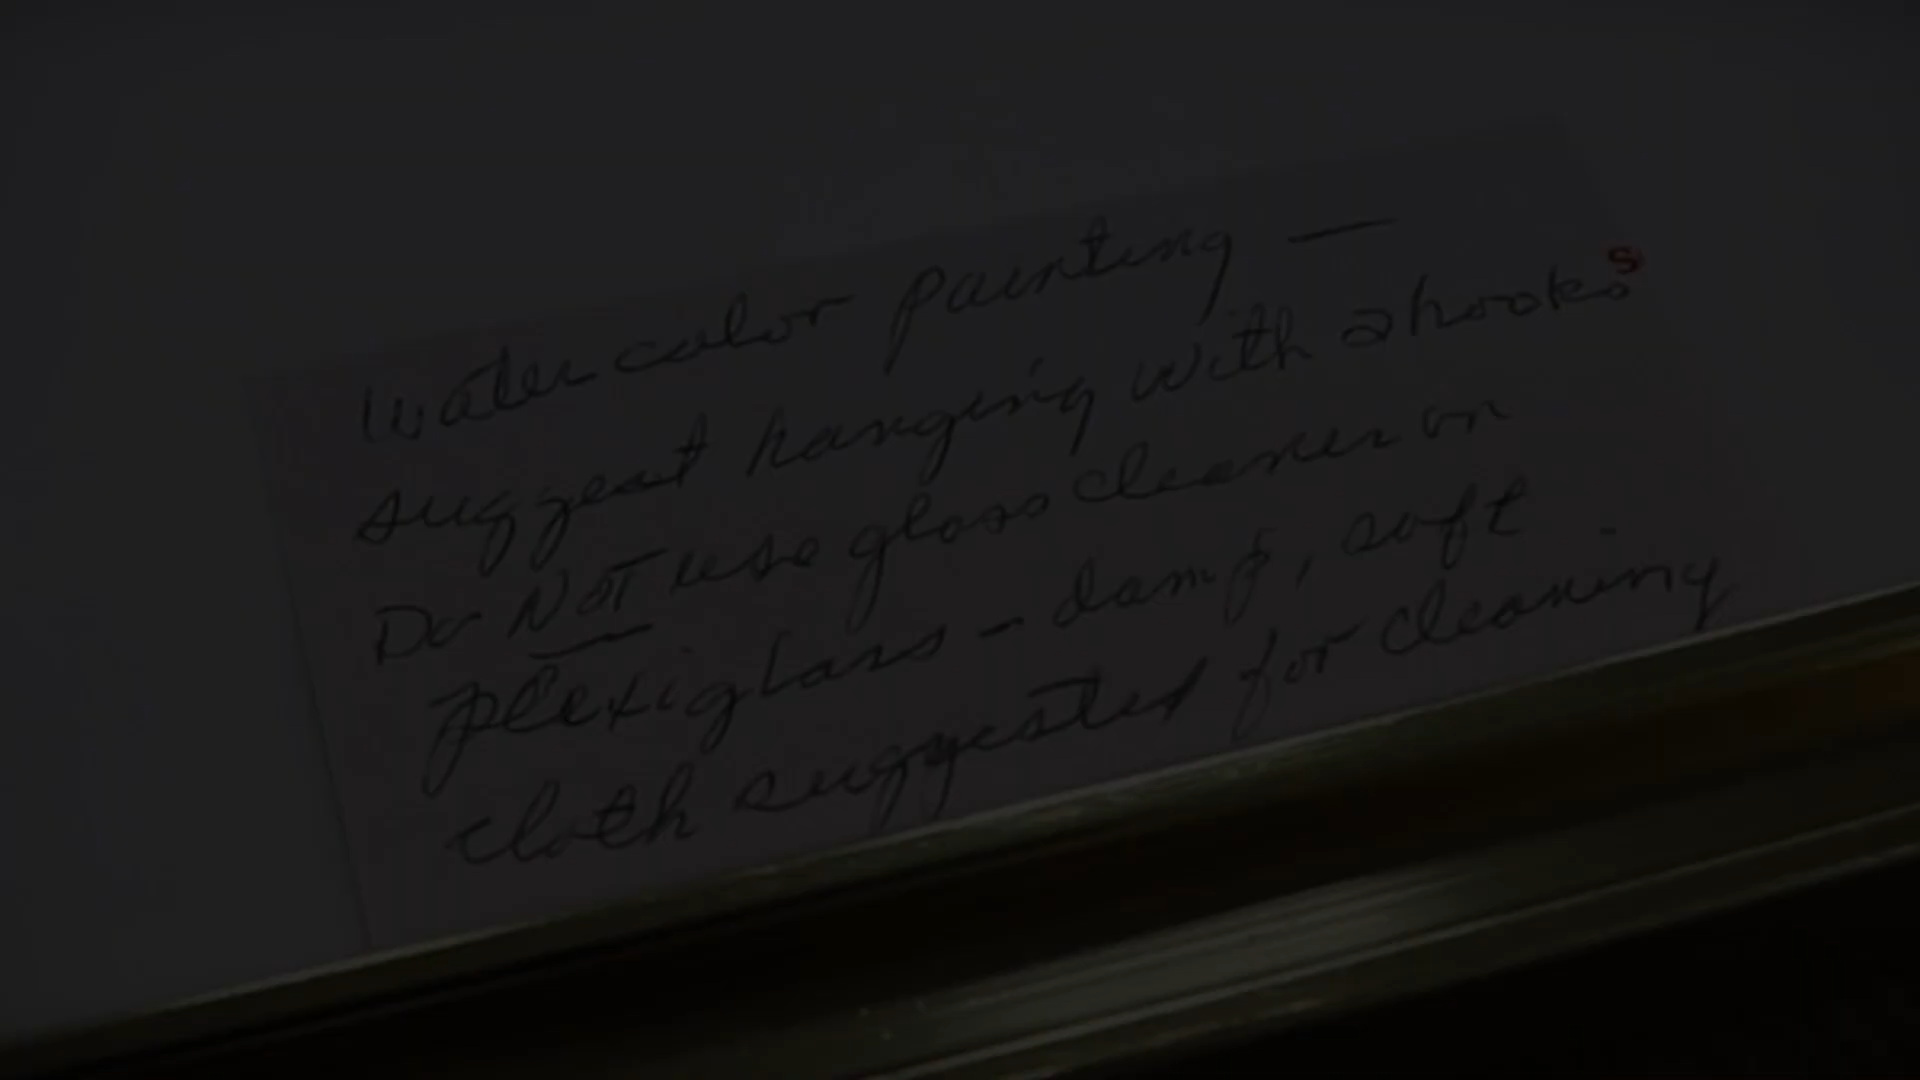 Watercolor painting —
suggest hanging with 2 hooks
s
Do NOT use glass cleaner on
plexiglass – damp, soft
cloth suggested for cleaning